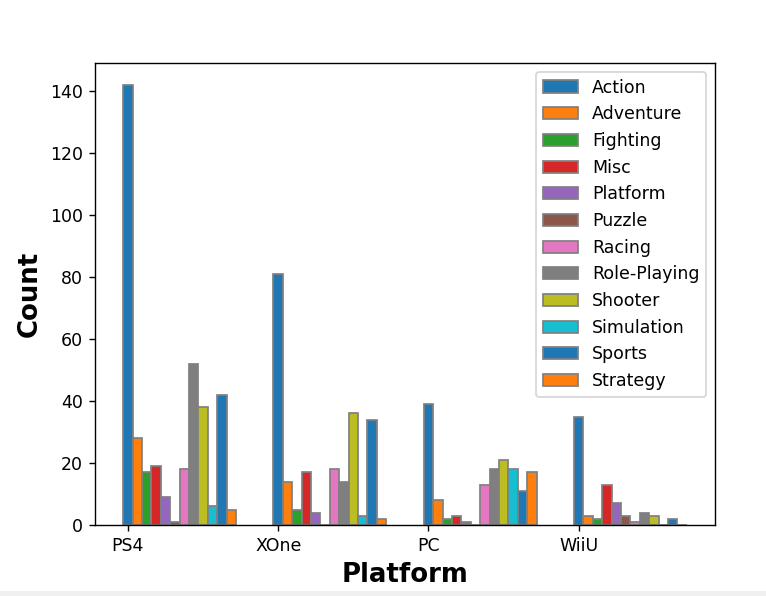 140
120
100
80
60
40
20
0
Count
PS4 XOne PC WiiU
Platform
Action
Adventure
Fighting
Misc
Platform
Puzzle
Racing
Role-Playing
Shooter
Simulation
Sports
Strategy